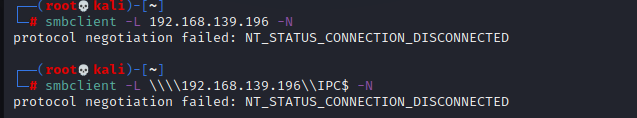 ┌──(root💀kali)-[~]
└─# smbclient -L 192.168.139.196 -N
protocol negotiation failed: NT_STATUS_CONNECTION_DISCONNECTED
┌──(root💀kali)-[~]
└─# smbclient -L \\\\192.168.139.196\\IPC$ -N
protocol negotiation failed: NT_STATUS_CONNECTION_DISCONNECTED